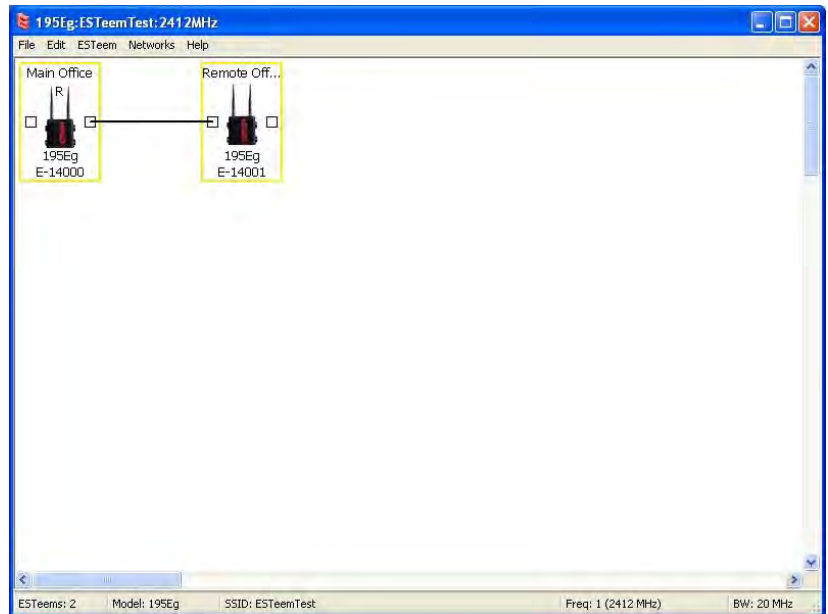 195Eg:ESTeemTest:2412MHz
File Edit ESTeem Networks Help
Main Office
Remote Off...
R
195Eg
E-14000
195Eg
E-14001
ESTeems: 2 Model: 195Eg SSID: ESTeemTest Freq: 1 (2412 MHz) BW: 20 MHz